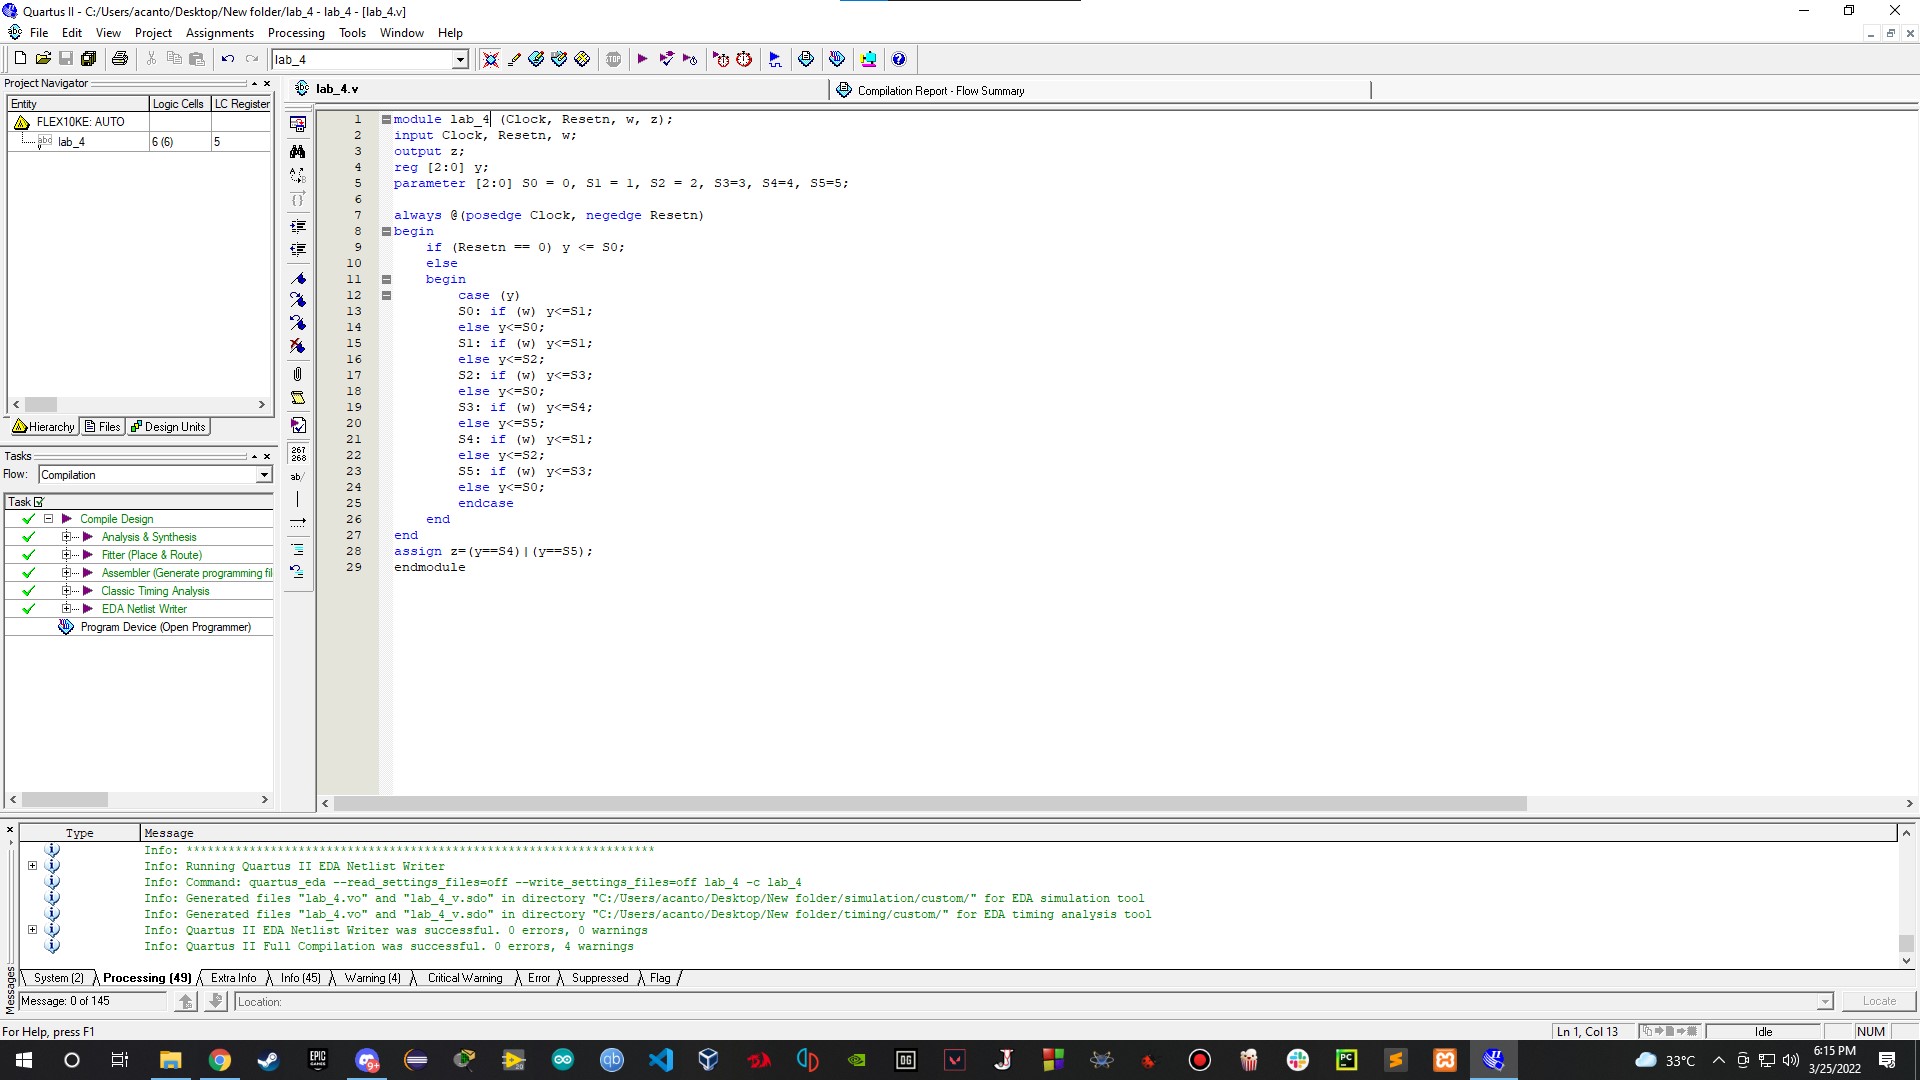 Quartus II - C:/Users/acanto/Desktop/New folder/lab_4 - lab_4 - [lab_4.v]
File Edit View Project Assignments Processing Tools Window Help
lab_4
Project Navigator
lab_4.v
Compilation Report - Flow Summary
Entity Logic Cells LC Register
FLEX10KE: AUTO
lab_4 6 (6) 5
1 module lab_4 (Clock, Resetn, w, z);
2 input Clock, Resetn, w;
3 output z;
4 reg [2:0] y;
5 parameter [2:0] S0 = 0, S1 = 1, S2 = 2, S3=3, S4=4, S5=5;
6
7 always @(posedge Clock, negedge Resetn)
8 begin
9 if (Resetn == 0) y <= S0;
10 else
11 begin
12 case (y)
13 S0: if (w) y<=S1;
14 else y<=S0;
15 S1: if (w) y<=S1;
16 else y<=S2;
17 S2: if (w) y<=S3;
18 else y<=S0;
19 S3: if (w) y<=S4;
20 else y<=S5;
21 S4: if (w) y<=S1;
22 else y<=S2;
23 S5: if (w) y<=S3;
24 else y<=S0;
25 endcase
26 end
27 end
28 assign z=(y==S4)|(y==S5);
29 endmodule
Hierarchy Files Design Units
Tasks
Flow: Compilation
Task
Compile Design
Analysis & Synthesis
Fitter (Place & Route)
Assembler (Generate programming fil
Classic Timing Analysis
EDA Netlist Writer
Program Device (Open Programmer)
267
268
ab/
Type Message
Info: *******************************************************************
Info: Running Quartus II EDA Netlist Writer
Info: Command: quartus_eda --read_settings_files=off --write_settings_files=off lab_4 -c lab_4
Info: Generated files "lab_4.vo" and "lab_4_v.sdo" in directory "C:/Users/acanto/Desktop/New folder/simulation/custom/" for EDA simulation tool
Info: Generated files "lab_4.vo" and "lab_4_v.sdo" in directory "C:/Users/acanto/Desktop/New folder/timing/custom/" for EDA timing analysis tool
Info: Quartus II EDA Netlist Writer was successful. 0 errors, 0 warnings
Info: Quartus II Full Compilation was successful. 0 errors, 4 warnings
System (2) Processing (49) Extra Info Info (45) Warning (4) Critical Warning Error Suppressed Flag
Messages
Message: 0 of 145
Location:
Locate
For Help, press F1
Ln 1, Col 13
Idle
NUM
33°C
6:15 PM
3/25/2022